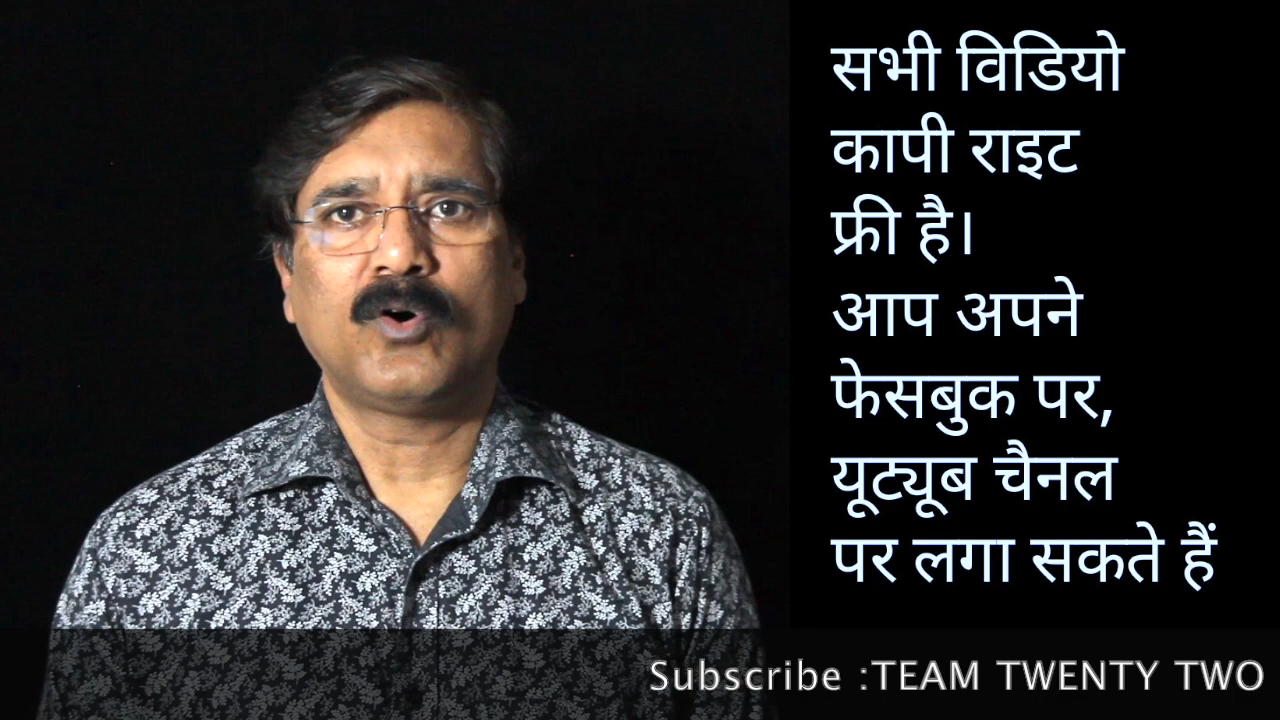 सभी विडियो
कापी राइट
फ्री है।
आप अपने
फेसबुक पर,
यूट्यूब चैनल
पर लगा सकते हैं
Subscribe :TEAM TWENTY TWO